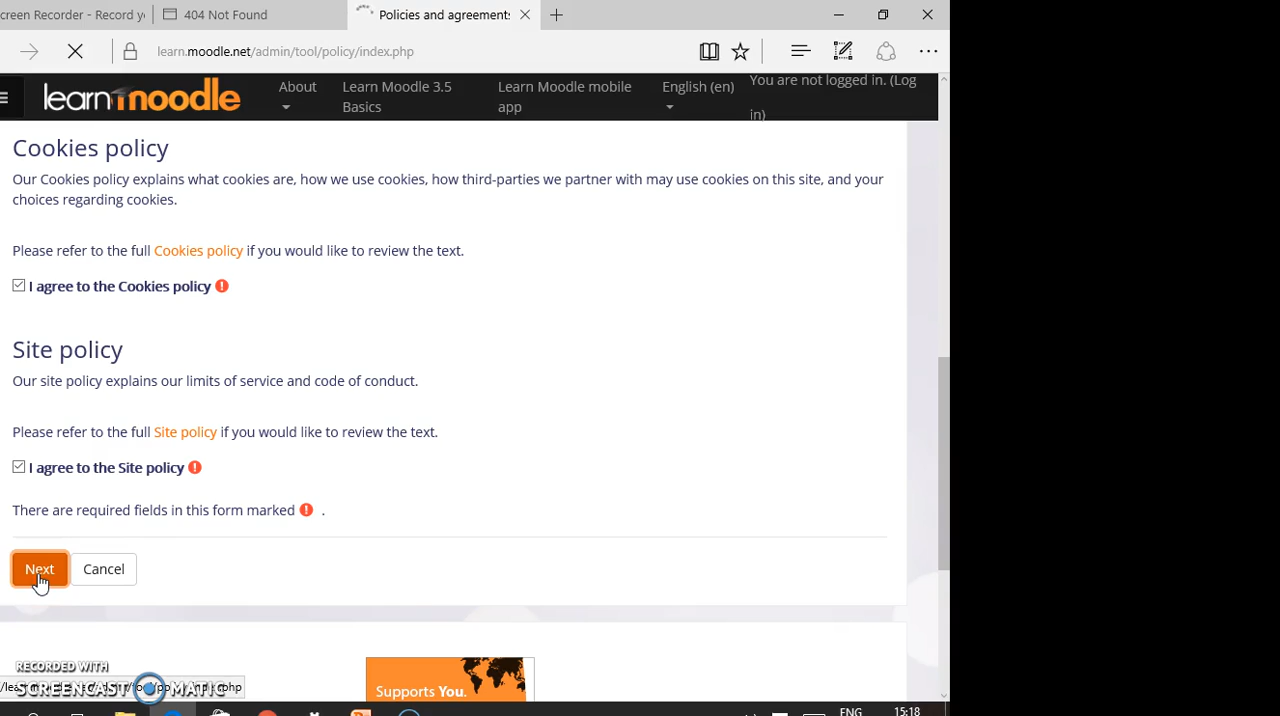 creen Recorder - Record yo
404 Not Found
Policies and agreements
learn.moodle.net/admin/tool/policy/index.php
learn moodle
About
Learn Moodle 3.5 Basics
Learn Moodle mobile app
English (en)
You are not logged in. (Log in)
Cookies policy
Our Cookies policy explains what cookies are, how we use cookies, how third-parties we partner with may use cookies on this site, and your
choices regarding cookies.
Please refer to the full Cookies policy if you would like to review the text.
I agree to the Cookies policy
Site policy
Our site policy explains our limits of service and code of conduct.
Please refer to the full Site policy if you would like to review the text.
I agree to the Site policy
There are required fields in this form marked .
Next
Cancel
RECORDED WITH
SCREENCAST MATIC
Supports You.
ENG
15:18